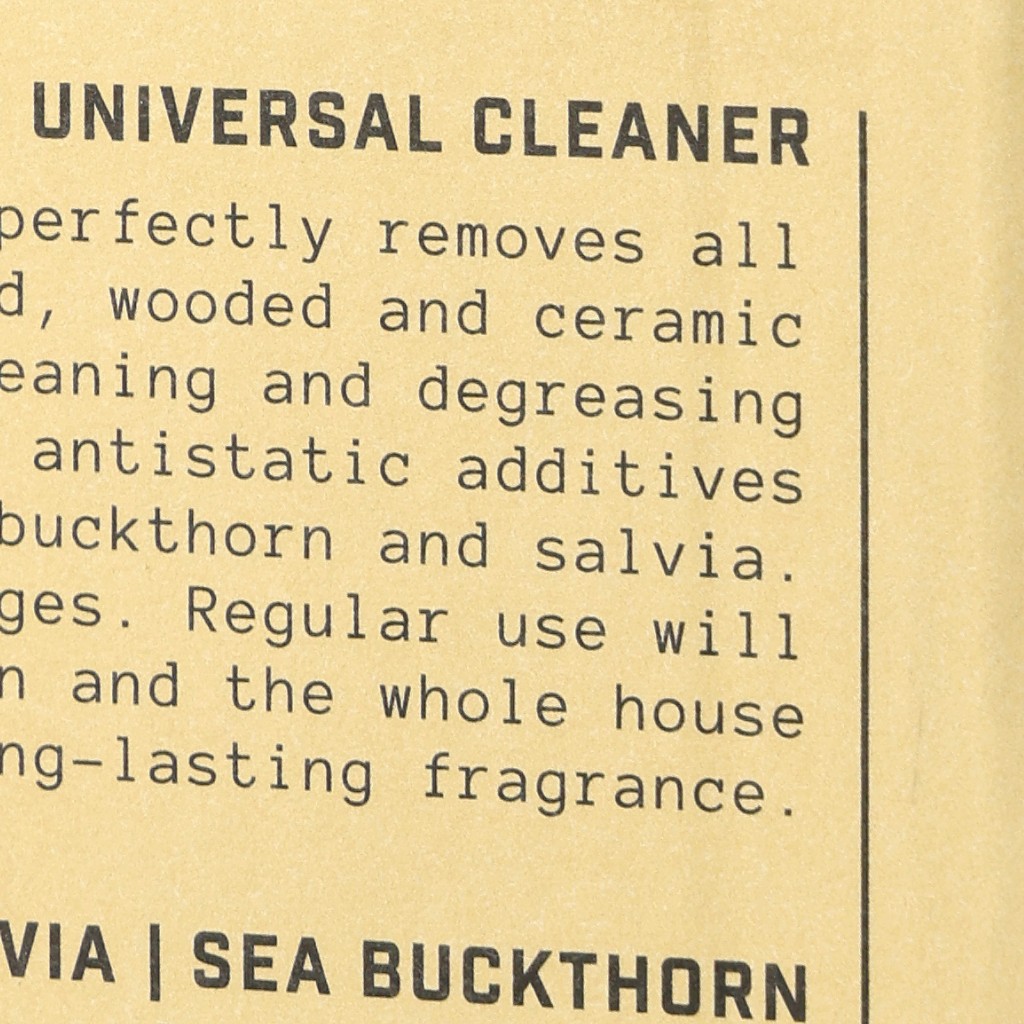 UNIVERSAL CLEANER
perfectly removes all
d, wooded and ceramic
eaning and degreasing
antistatic additives
buckthorn and salvia.
ges. Regular use will
n and the whole house
ng-lasting fragrance.
VIA | SEA BUCKTHORN